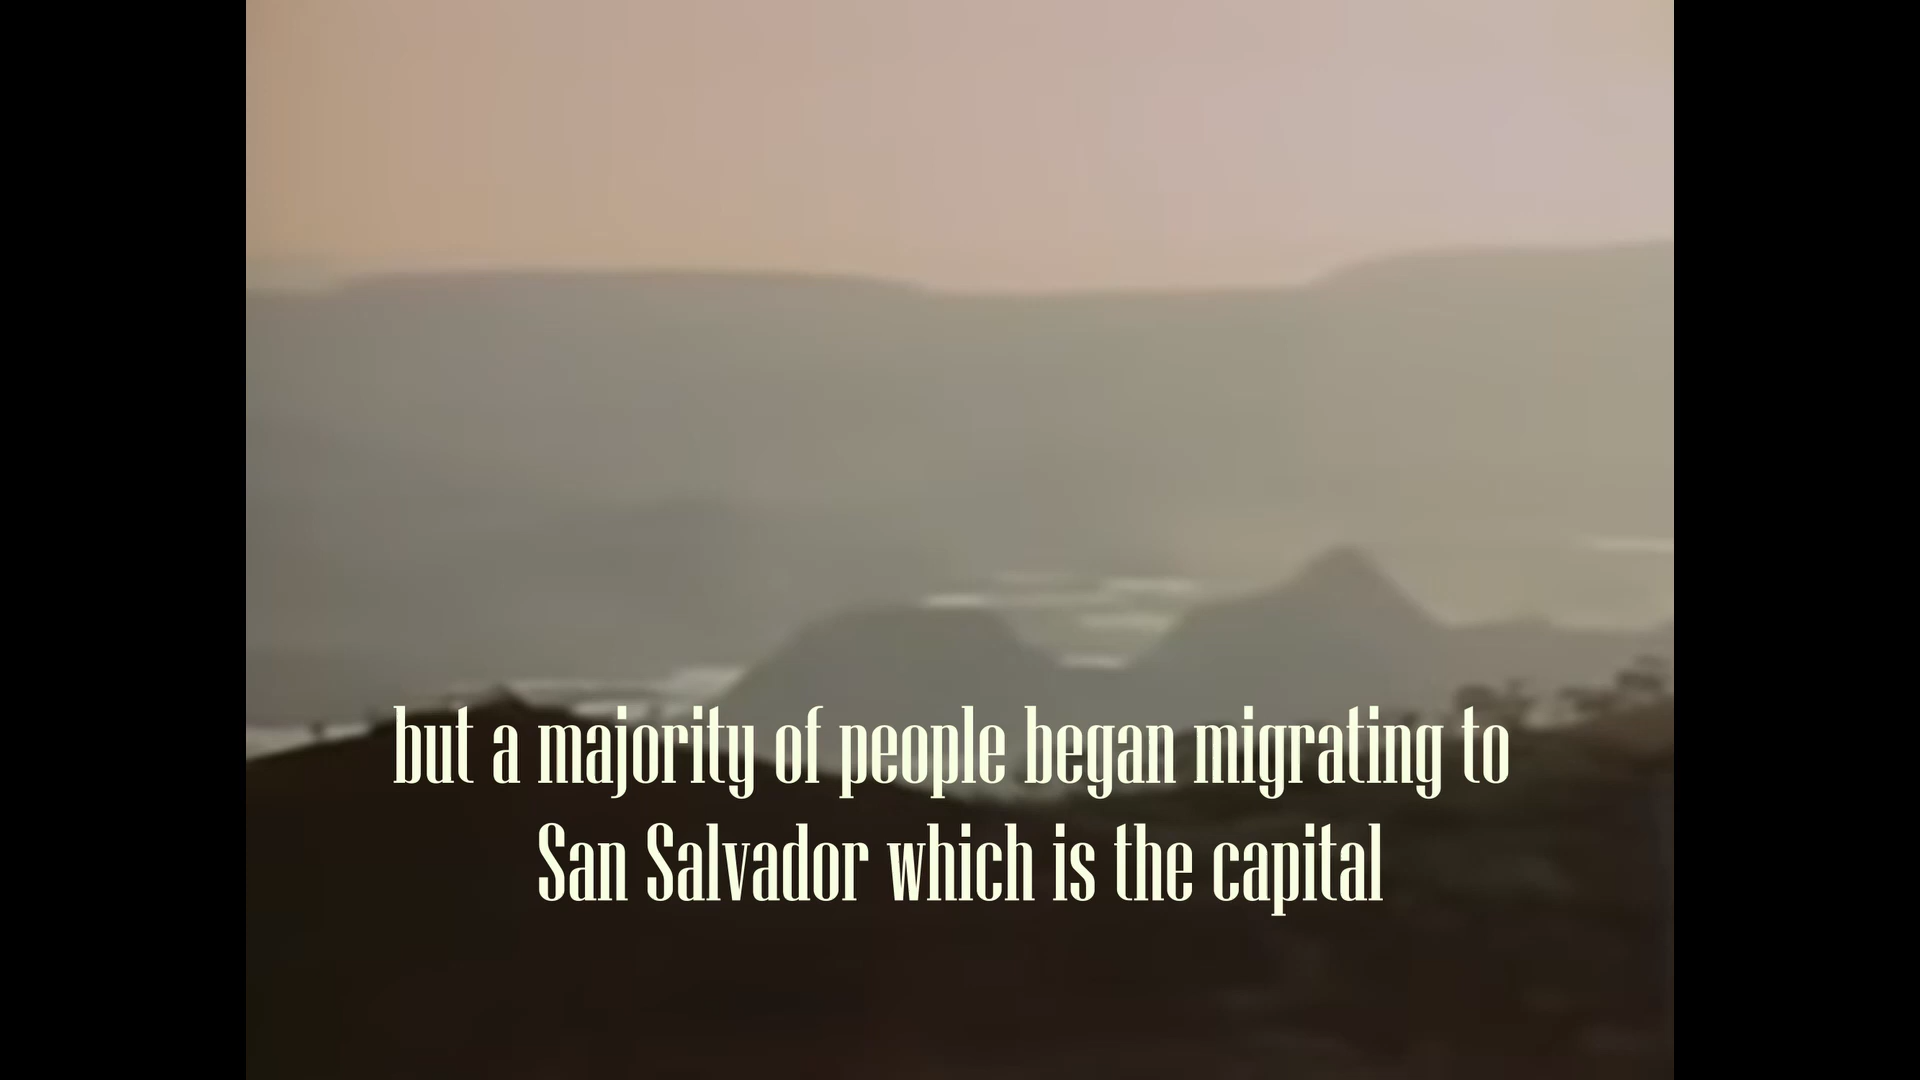 but a majority of people began migrating to
San Salvador which is the capital